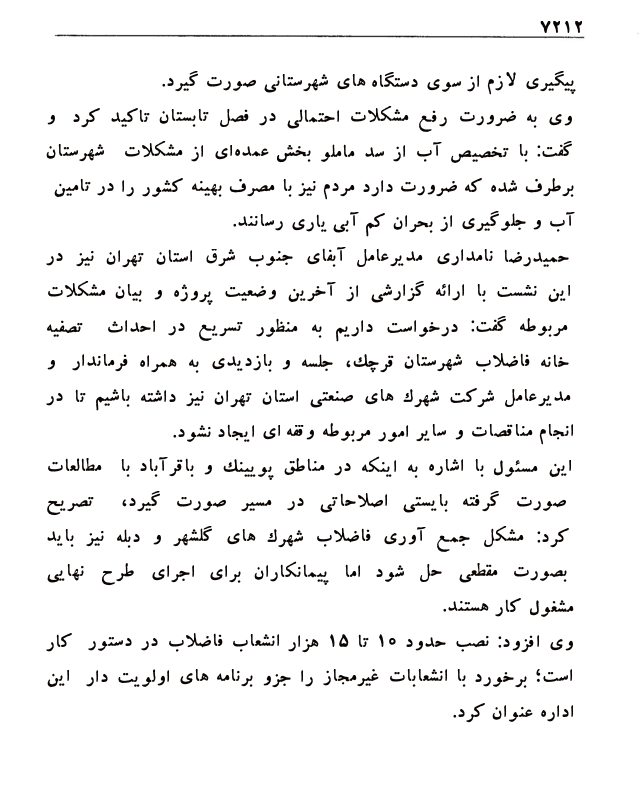 ۷۲۱۲
پیگیری لازم از سوی دستگاه های شهرستانی صورت گیرد.
وی به ضرورت رفع مشکلات احتمالی در فصل تابستان تاکید کرد و
گفت: با تخصیص آب از سد ماملو بخش عمده‌ای از مشکلات شهرستان
برطرف شده که ضرورت دارد مردم نیز با مصرف بهینه کشور را در تامین
آب و جلوگیری از بحران کم آبی یاری رسانند.
حمیدرضا نامداری مدیرعامل آبفای جنوب شرق استان تهران نیز در
این نشست با ارائه گزارشی از آخرین وضعیت پروژه و بیان مشکلات
مربوطه گفت: درخواست داریم به منظور تسریع در احداث تصفیه
خانه فاضلاب شهرستان قرچك، جلسه و بازدیدی به همراه فرماندار و
مدیرعامل شرکت شهرك های صنعتی استان تهران نیز داشته باشیم تا در
انجام مناقصات و سایر امور مربوطه وقفه ای ایجاد نشود.
این مسئول با اشاره به اینکه در مناطق پویینك و باقرآباد با مطالعات
صورت گرفته بایستی اصلاحاتی در مسیر صورت گیرد، تصریح
کرد: مشکل جمع آوری فاضلاب شهرك های گلشهر و دبله نیز باید
بصورت مقطعی حل شود اما پیمانکاران برای اجرای طرح نهایی
مشغول کار هستند.
وی افزود: نصب حدود ۱۰ تا ۱۵ هزار انشعاب فاضلاب در دستور کار
است؛ برخورد با انشعابات غیرمجاز را جزو برنامه های اولویت دار این
اداره عنوان کرد.